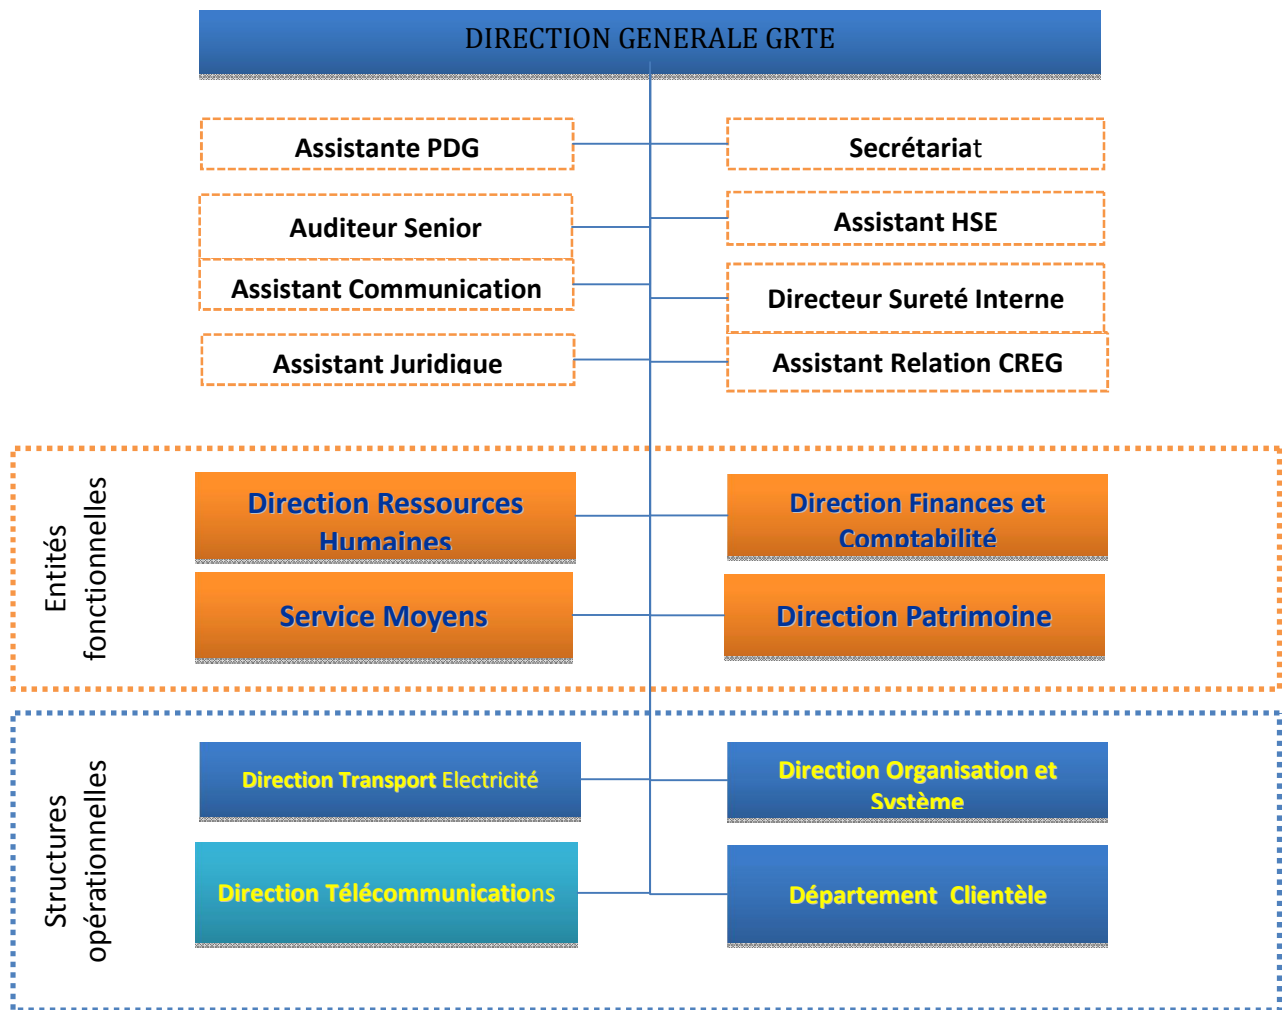 DIRECTION GENERALE GRTE
Assistante PDG
Secrétariat
Auditeur Senior
Assistant HSE
Assistant Communication
Directeur Sureté Interne
Assistant Juridique
Assistant Relation CREG
Entités
fonctionnelles
Direction Ressources
Humaines
Direction Finances et
Comptabilité
Service Moyens
Direction Patrimoine
Structures
opérationnelles
Direction Transport Electricité
Direction Organisation et
Système
Direction Télécommunications
Département Clientèle